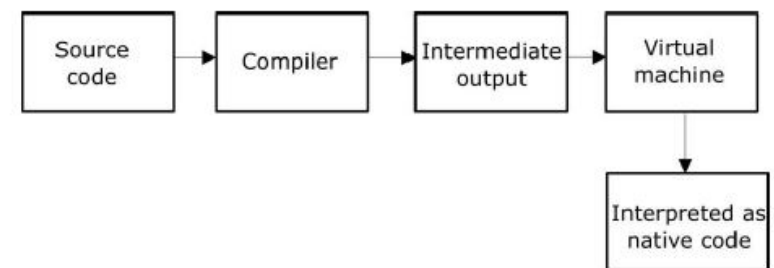 Source
code
Compiler
Intermediate
output
Virtual
machine
Interpreted as
native code